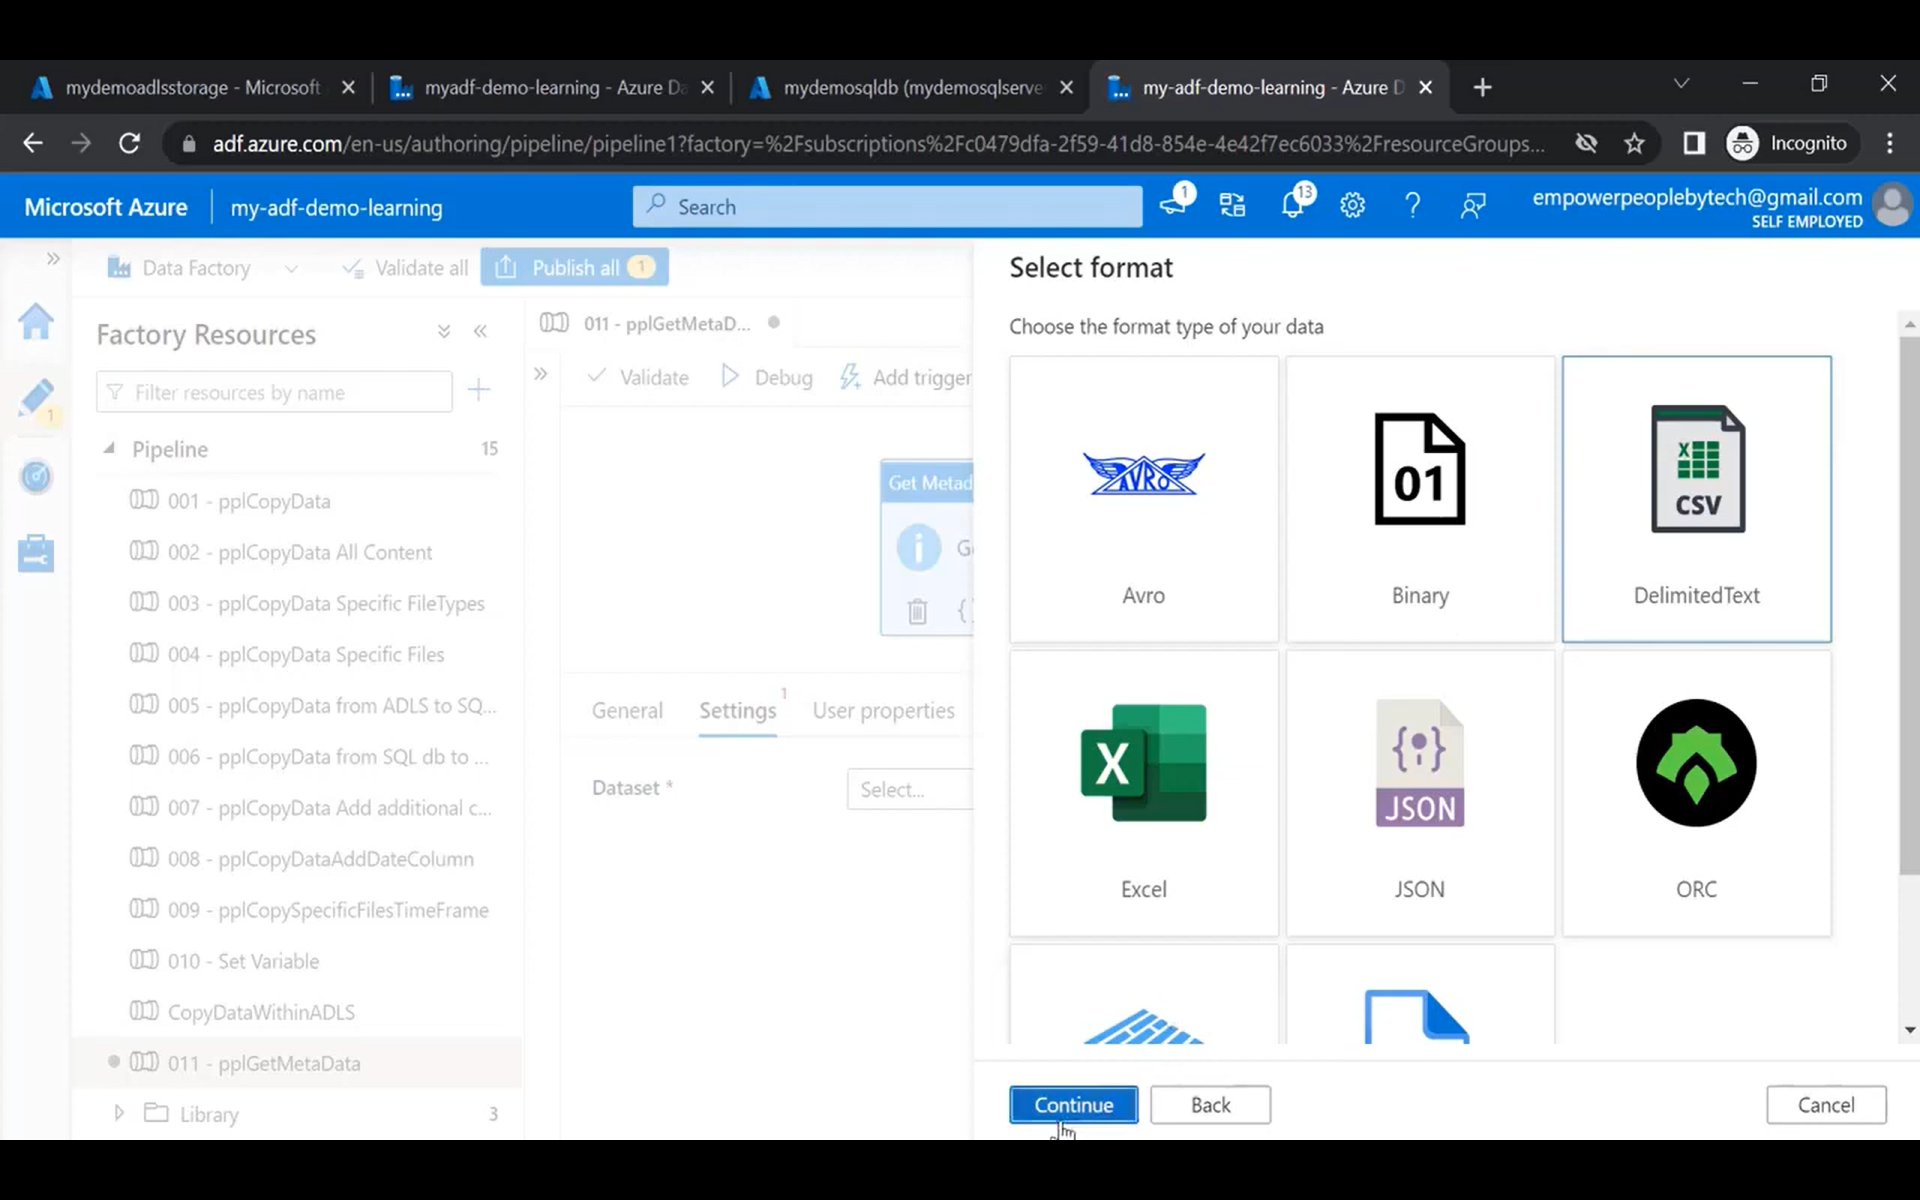 mydemoadlsstorage - Microsoft
myadf-demo-learning - Azure Da
mydemosqldb (mydemosqlserve
my-adf-demo-learning - Azure D
adf.azure.com/en-us/authoring/pipeline/pipeline1?factory=%2Fsubscriptions%2Fc0479dfa-2f59-41d8-854e-4e42f7ec6033%2FresourceGroups...
Incognito
Microsoft Azure
my-adf-demo-learning
Search
1
13
empowerpeoplebytech@gmail.com
SELF EMPLOYED
Data Factory
Validate all
Publish all 1
1
Factory Resources
Filter resources by name
Pipeline 15
001 - pplCopyData
002 - pplCopyData All Content
003 - pplCopyData Specific FileTypes
004 - pplCopyData Specific Files
005 - pplCopyData from ADLS to SQ...
006 - pplCopyData from SQL db to ...
007 - pplCopyData Add additional c...
008 - pplCopyDataAddDateColumn
009 - pplCopySpecificFilesTimeFrame
010 - Set Variable
CopyDataWithinADLS
011 - pplGetMetaData
Library 3
011 - pplGetMetaD...
Validate
Debug
Add trigger
Get Metad
General
Settings 1
User properties
Dataset *
Select...
Select format
Choose the format type of your data
AVRO
Avro
01
Binary
X
CSV
DelimitedText
X
Excel
{ }
JSON
JSON
ORC
Continue
Back
Cancel